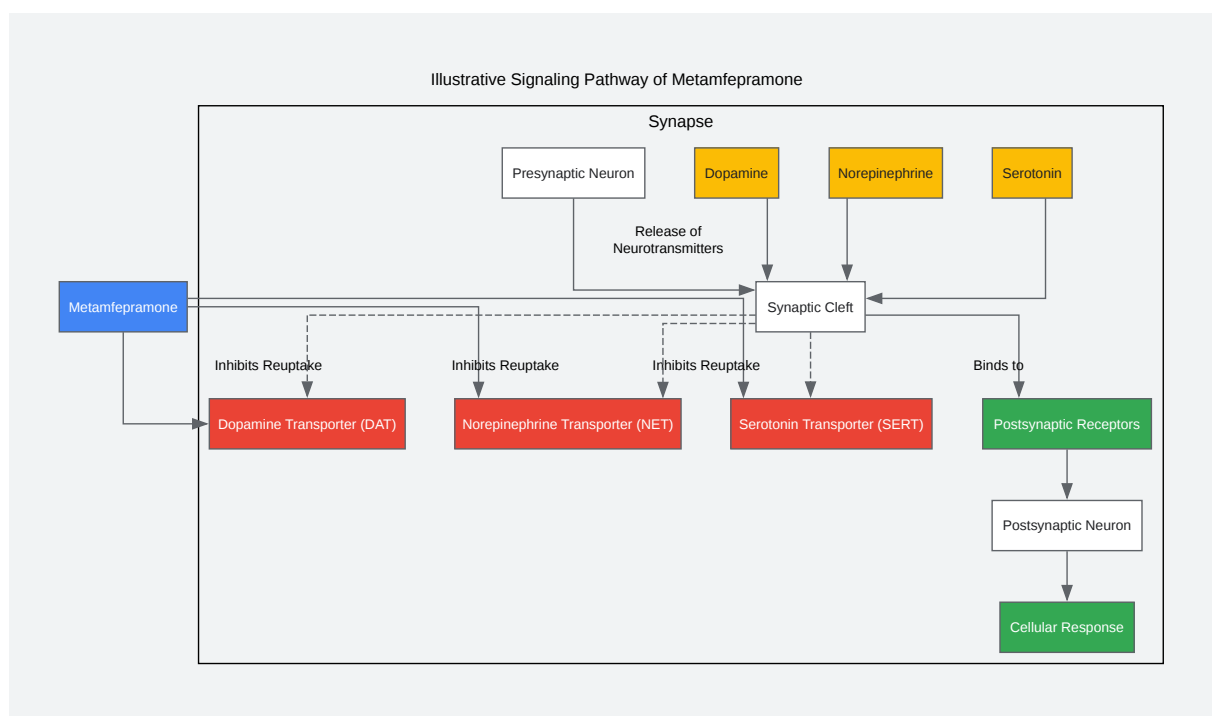 Illustrative Signaling Pathway of Metamfepramone
Synapse
Presynaptic Neuron
Dopamine
Norepinephrine
Serotonin
Release of
Neurotransmitters
Metamfepramone
Synaptic Cleft
Inhibits Reuptake
Inhibits Reuptake
Inhibits Reuptake
Binds to
Dopamine Transporter (DAT)
Norepinephrine Transporter (NET)
Serotonin Transporter (SERT)
Postsynaptic Receptors
Postsynaptic Neuron
Cellular Response